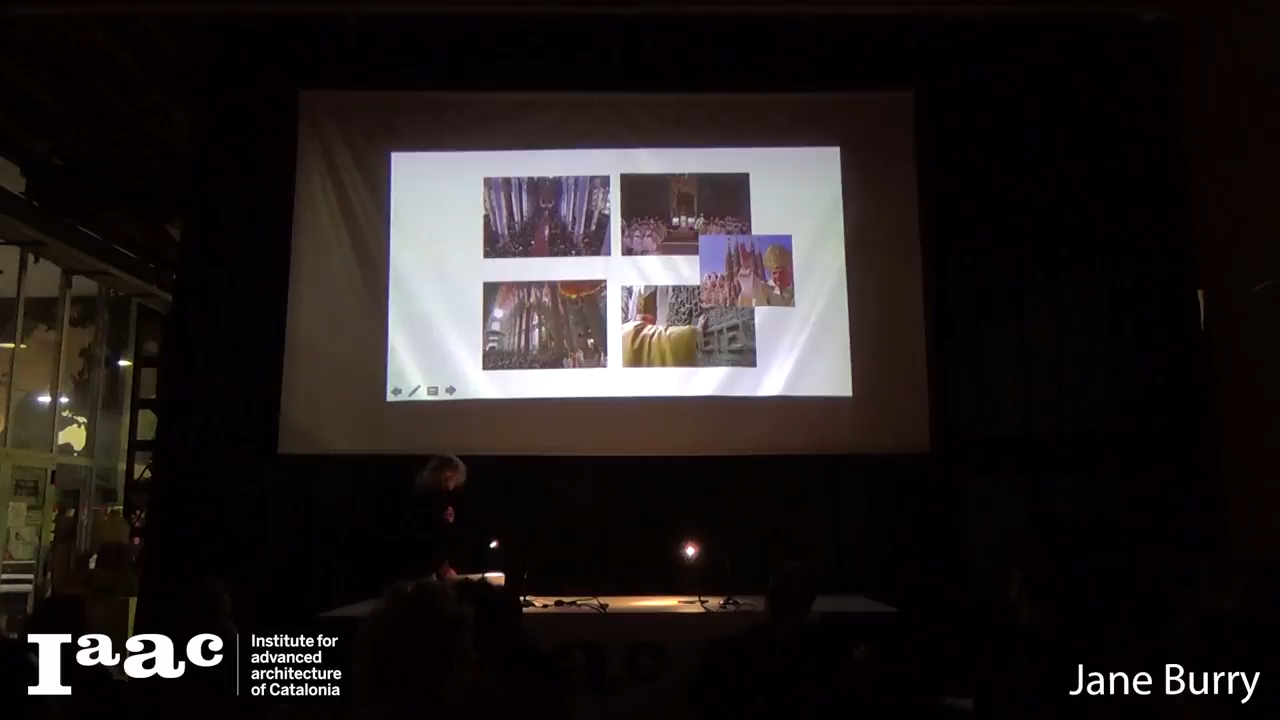 Iaac
Institute for
advanced
architecture
of Catalonia
Jane Burry